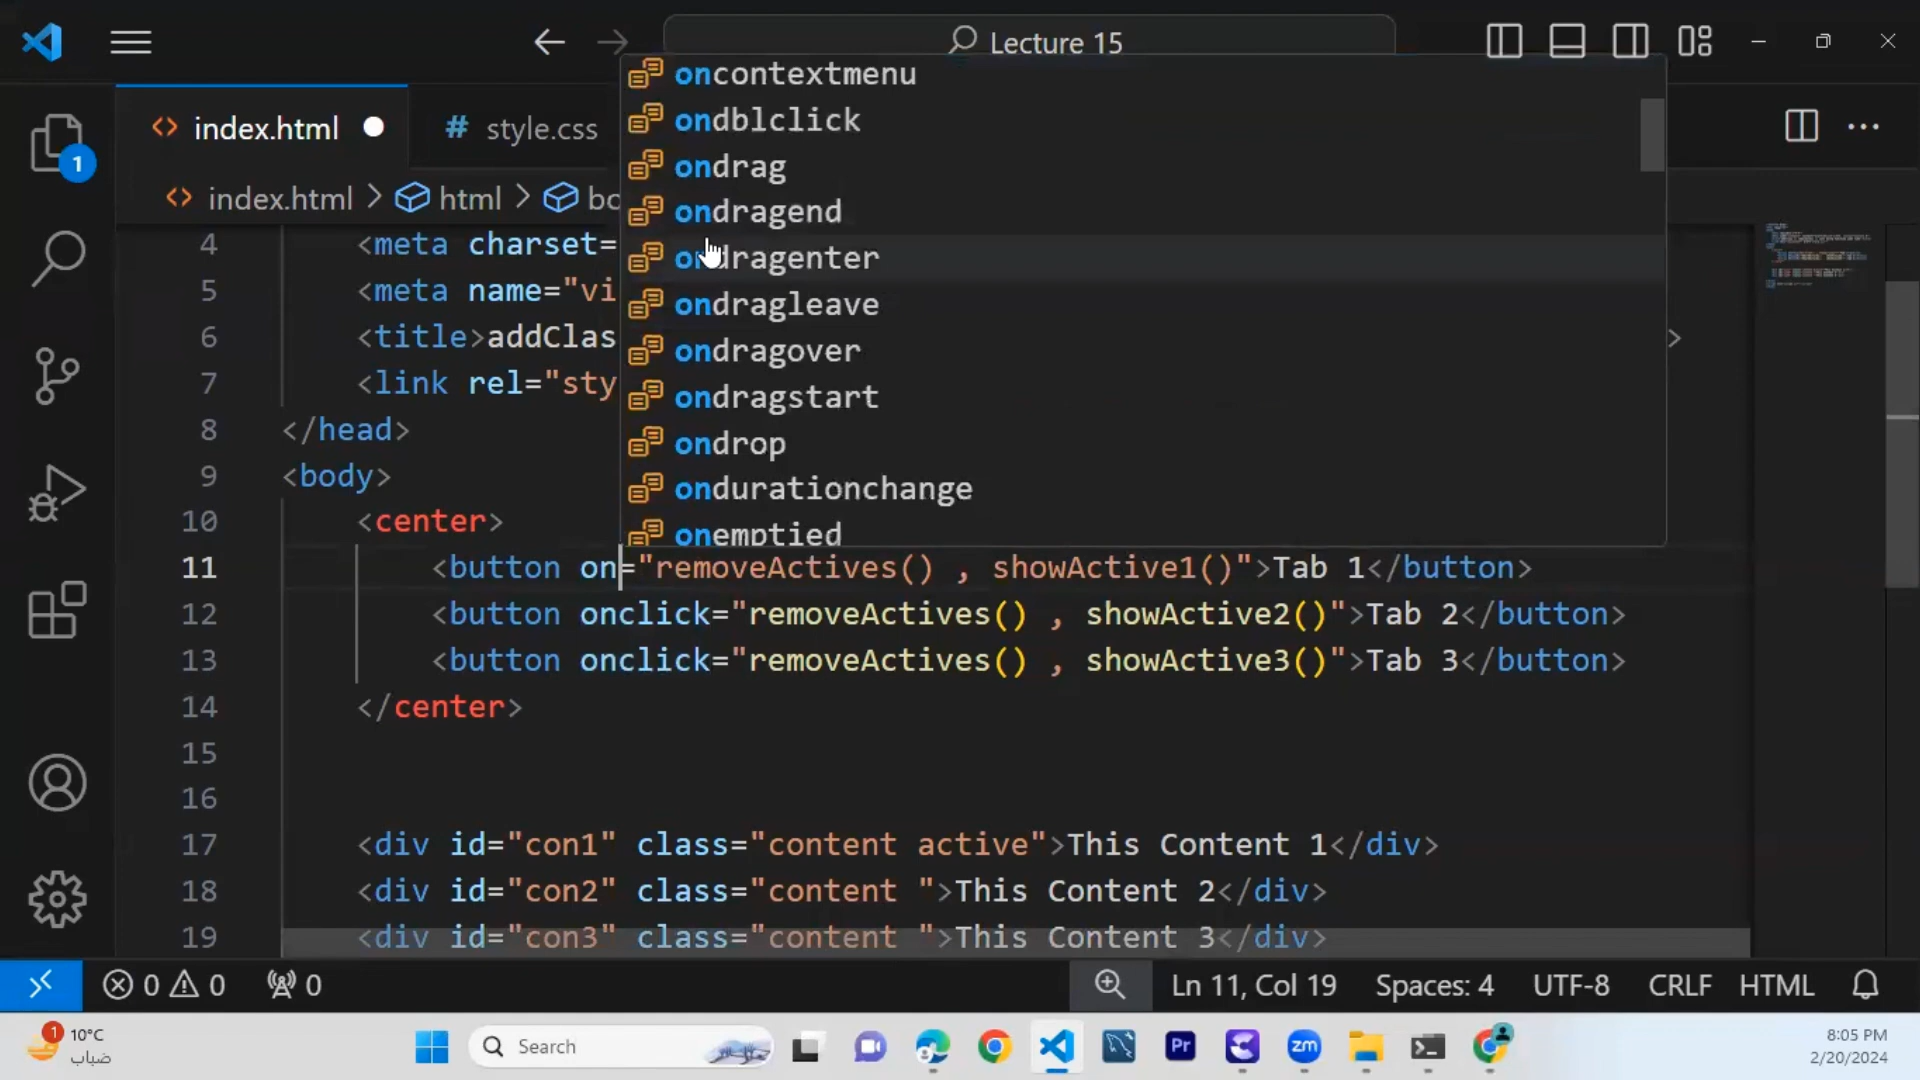 Lecture 15
index.html
style.css
index.html > html > bo
oncontextmenu
ondblclick
ondrag
ondragend
ondragenter
ondragleave
ondragover
ondragstart
ondrop
ondurationchange
onemptied
4 <meta charset=
5 <meta name="vi
6 <title>addClas >
7 <link rel="sty
8 </head>
9 <body>
10 <center>
11 <button on="removeActives() , showActive1()">Tab 1</button>
12 <button onclick="removeActives() , showActive2()">Tab 2</button>
13 <button onclick="removeActives() , showActive3()">Tab 3</button>
14 </center>
15
16
17 <div id="con1" class="content active">This Content 1</div>
18 <div id="con2" class="content ">This Content 2</div>
19 <div id="con3" class="content ">This Content 3</div>
1
0 0 0 Ln 11, Col 19 Spaces: 4 UTF-8 CRLF HTML
1 10°C
ضباب
Search
Pr
zm
8:05 PM
2/20/2024